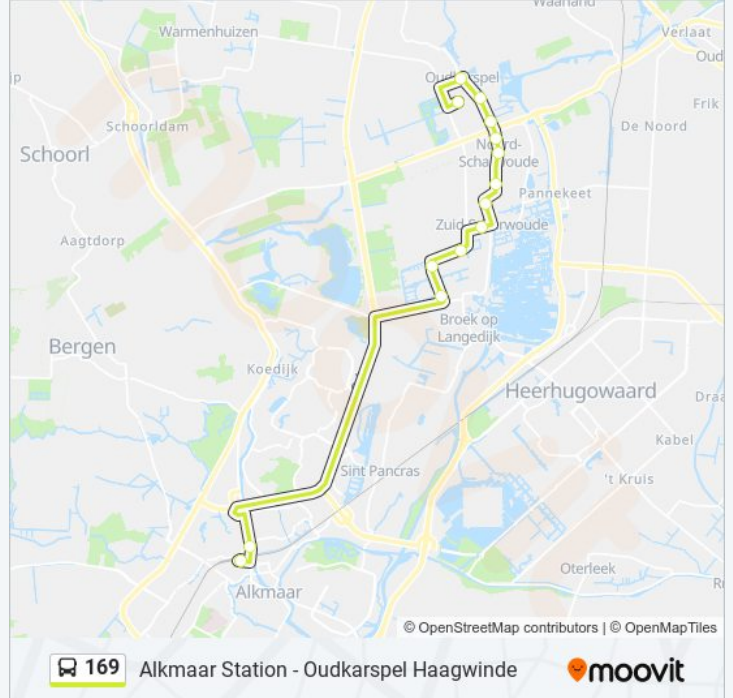 Waarland
Warmenhuizen
Verlaat
Oud
Oudkarspel
ip
Frik
Schoorldam
De Noord
Noord-
Scharwoude
Schoorl
Pannekeet
Zuid-Scharwoude
Aagtdorp
Broek op
Langedijk
Bergen
Koedijk
Heerhugowaard
Draa
Kabel
Sint Pancras
't Kruis
Oterleek
R
Alkmaar
© OpenStreetMap contributors | © OpenMapTiles
169
Alkmaar Station - Oudkarspel Haagwinde
moovit